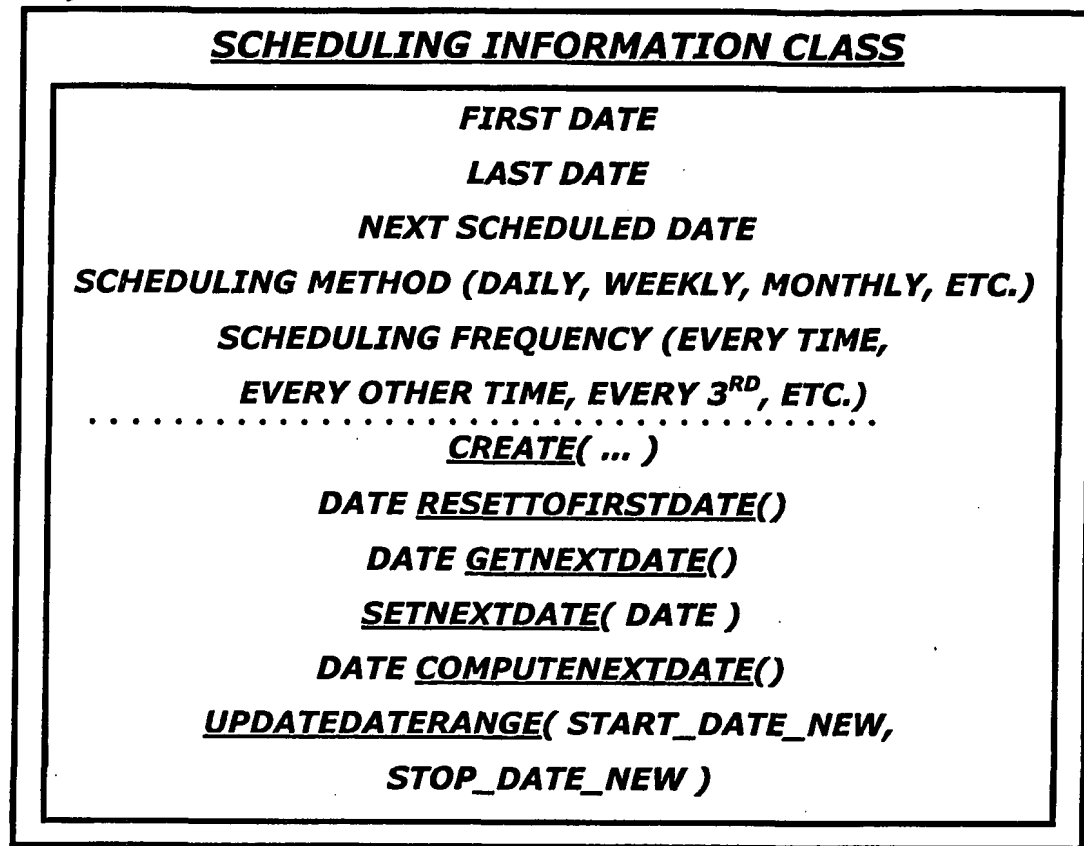 SCHEDULING INFORMATION CLASS
FIRST DATE
LAST DATE
NEXT SCHEDULED DATE
SCHEDULING METHOD (DAILY, WEEKLY, MONTHLY, ETC.)
SCHEDULING FREQUENCY (EVERY TIME,
EVERY OTHER TIME, EVERY 3RD, ETC.)
CREATE( ... )
DATE RESETTOFIRSTDATE()
DATE GETNEXTDATE()
SETNEXTDATE( DATE )
DATE COMPUTENEXTDATE()
UPDATEDATERANGE( START_DATE_NEW,
STOP_DATE_NEW )